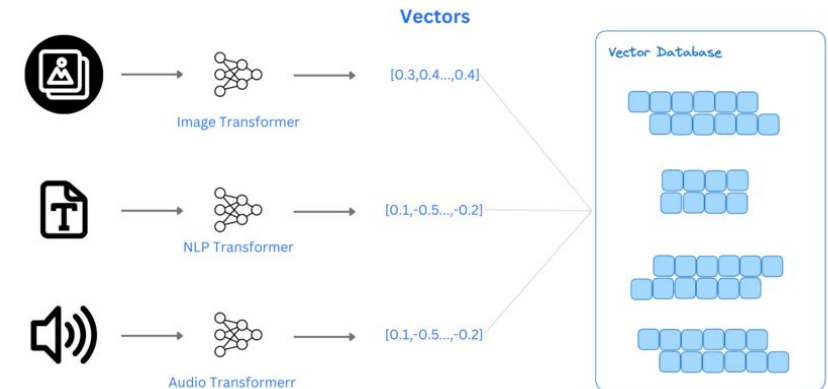 Vectors
Vector Database
[0.3,0.4...,0.4]
Image Transformer
T
[0.1,-0.5...,-0.2]
NLP Transformer
[0.1,-0.5...,-0.2]
Audio Transformerr